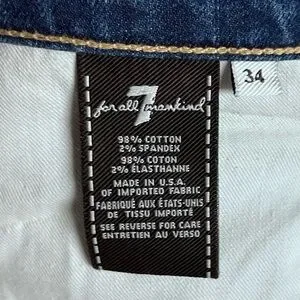 7
for all mankind
34
98% COTTON
2% SPANDEX
98% COTON
2% ÉLASTHANNE
MADE IN U.S.A.
OF IMPORTED FABRIC
FABRIQUÉ AUX ÉTATS-UNIS
DE TISSU IMPORTÉ
SEE REVERSE FOR CARE
ENTRETIEN AU VERSO